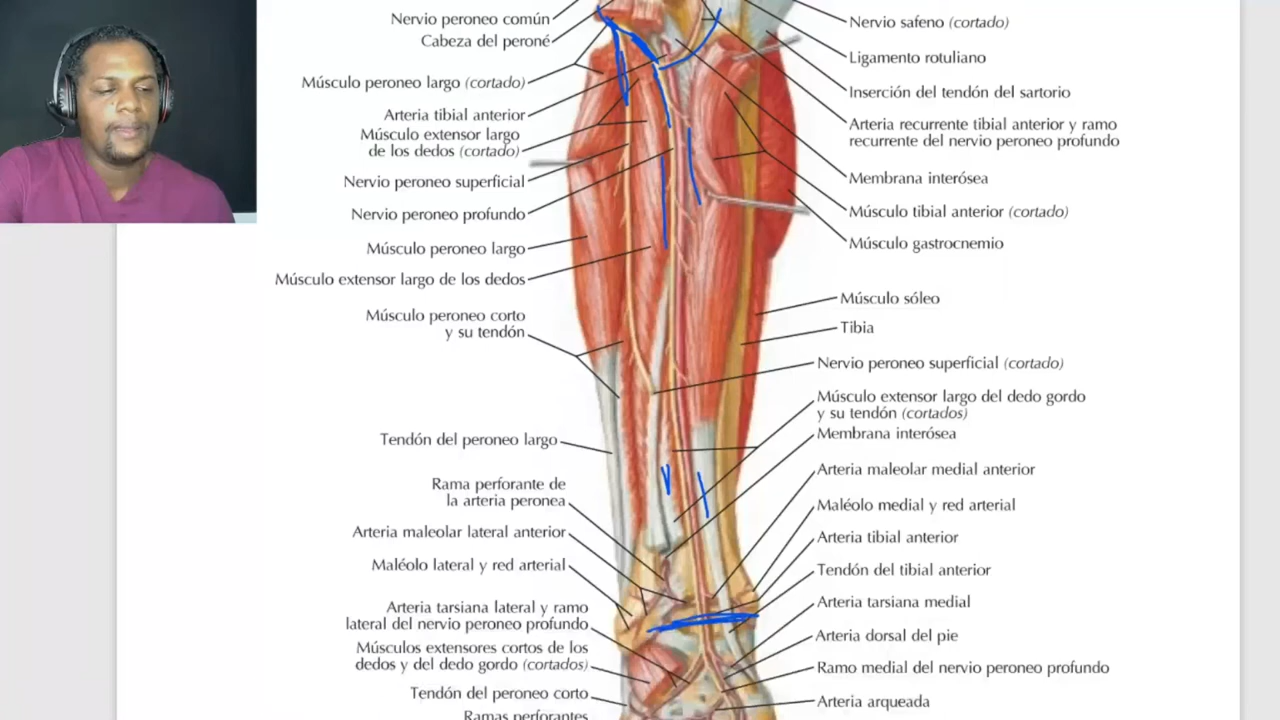 Nervio peroneo común
Cabeza del peroné
Músculo peroneo largo (cortado)
Arteria tibial anterior
Músculo extensor largo
de los dedos (cortado)
Nervio peroneo superficial
Nervio peroneo profundo
Músculo peroneo largo
Músculo extensor largo de los dedos
Músculo peroneo corto
y su tendón
Tendón del peroneo largo
Rama perforante de
la arteria peronea
Arteria maleolar lateral anterior
Maléolo lateral y red arterial
Arteria tarsiana lateral y ramo
lateral del nervio peroneo profundo
Músculos extensores cortos de los
dedos y del dedo gordo (cortados)
Tendón del peroneo corto
Ramas perforantes
Nervio safeno (cortado)
Ligamento rotuliano
Inserción del tendón del sartorio
Arteria recurrente tibial anterior y ramo
recurrente del nervio peroneo profundo
Membrana interósea
Músculo tibial anterior (cortado)
Músculo gastrocnemio
Músculo sóleo
Tibia
Nervio peroneo superficial (cortado)
Músculo extensor largo del dedo gordo
y su tendón (cortados)
Membrana interósea
Arteria maleolar medial anterior
Maléolo medial y red arterial
Arteria tibial anterior
Tendón del tibial anterior
Arteria tarsiana medial
Arteria dorsal del pie
Ramo medial del nervio peroneo profundo
Arteria arqueada